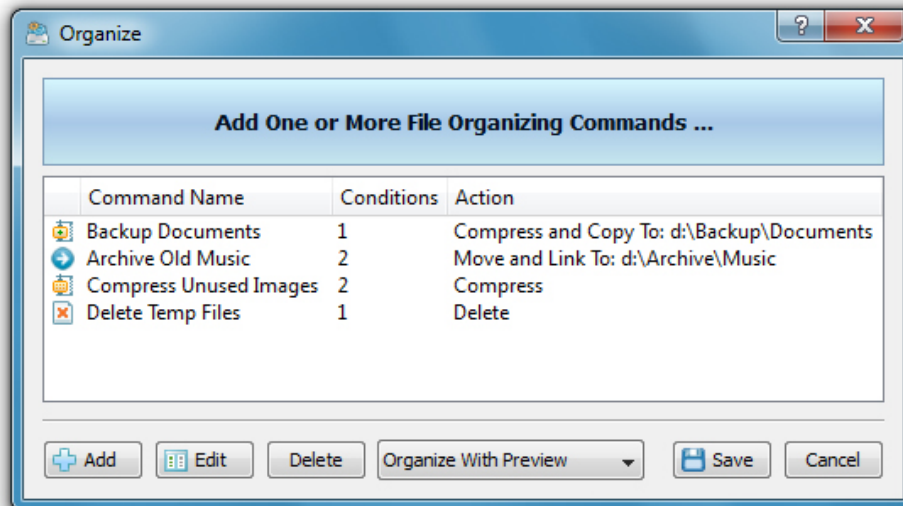 Organize
Add One or More File Organizing Commands ...
Command Name Conditions Action
Backup Documents 1 Compress and Copy To: d:\Backup\Documents
Archive Old Music 2 Move and Link To: d:\Archive\Music
Compress Unused Images 2 Compress
Delete Temp Files 1 Delete
Add Edit Delete Organize With Preview Save Cancel